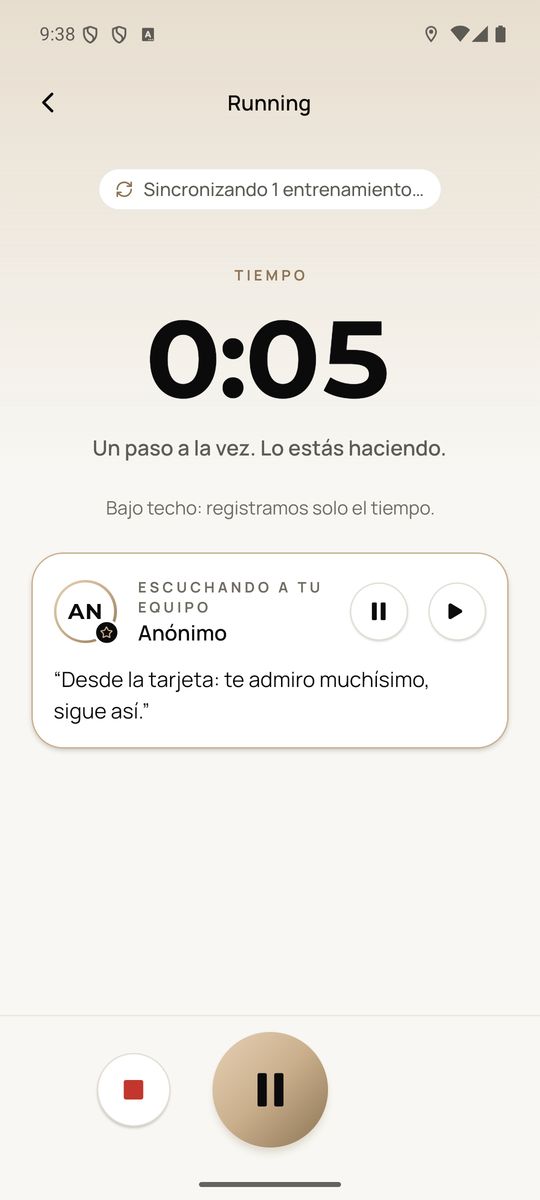 9:38
Running
Sincronizando 1 entrenamiento…
TIEMPO
0:05
Un paso a la vez. Lo estás haciendo.
Bajo techo: registramos solo el tiempo.
AN
ESCUCHANDO A TU
EQUIPO
Anónimo
“Desde la tarjeta: te admiro muchísimo,
sigue así.”